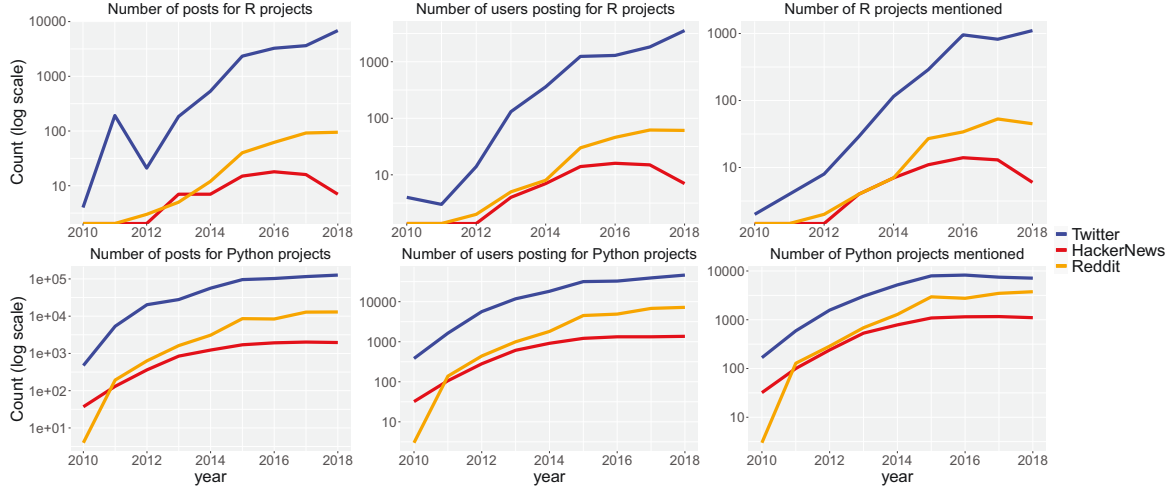 Number of posts for R projects
Number of users posting for R projects
Number of R projects mentioned
Count (log scale)
10000
1000
100
10
2010 2012 2014 2016 2018
1000
100
10
2010 2012 2014 2016 2018
1000
100
10
2010 2012 2014 2016 2018
Number of posts for Python projects
Number of users posting for Python projects
Number of Python projects mentioned
Count (log scale)
1e+05
1e+04
1e+03
1e+02
1e+01
2010 2012 2014 2016 2018
year
10000
1000
100
10
2010 2012 2014 2016 2018
year
10000
1000
100
10
2010 2012 2014 2016 2018
year
Twitter
HackerNews
Reddit